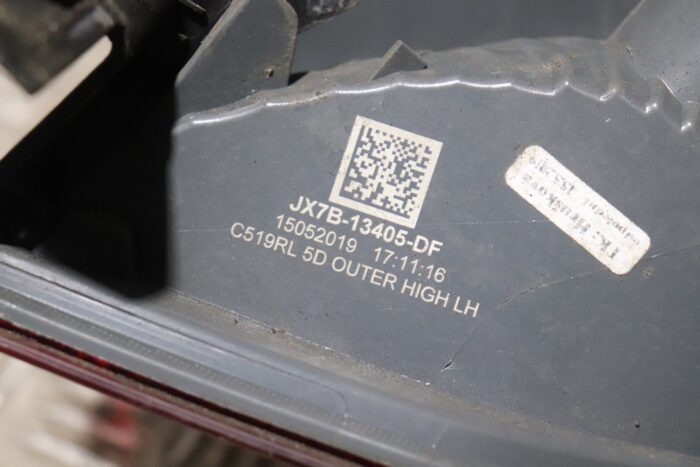 JX7B-13405-DF
15052019 17:11:16
C519RL 5D OUTER HIGH LH